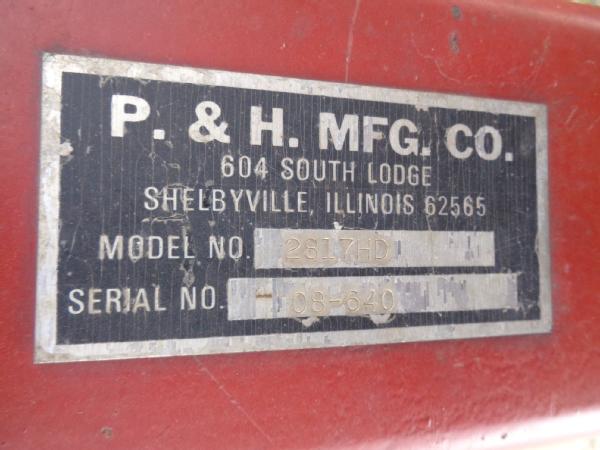 P. & H. MFG. CO.
604 SOUTH LODGE
SHELBYVILLE, ILLINOIS 62565
MODEL NO. 2817HD
SERIAL NO. 08-640